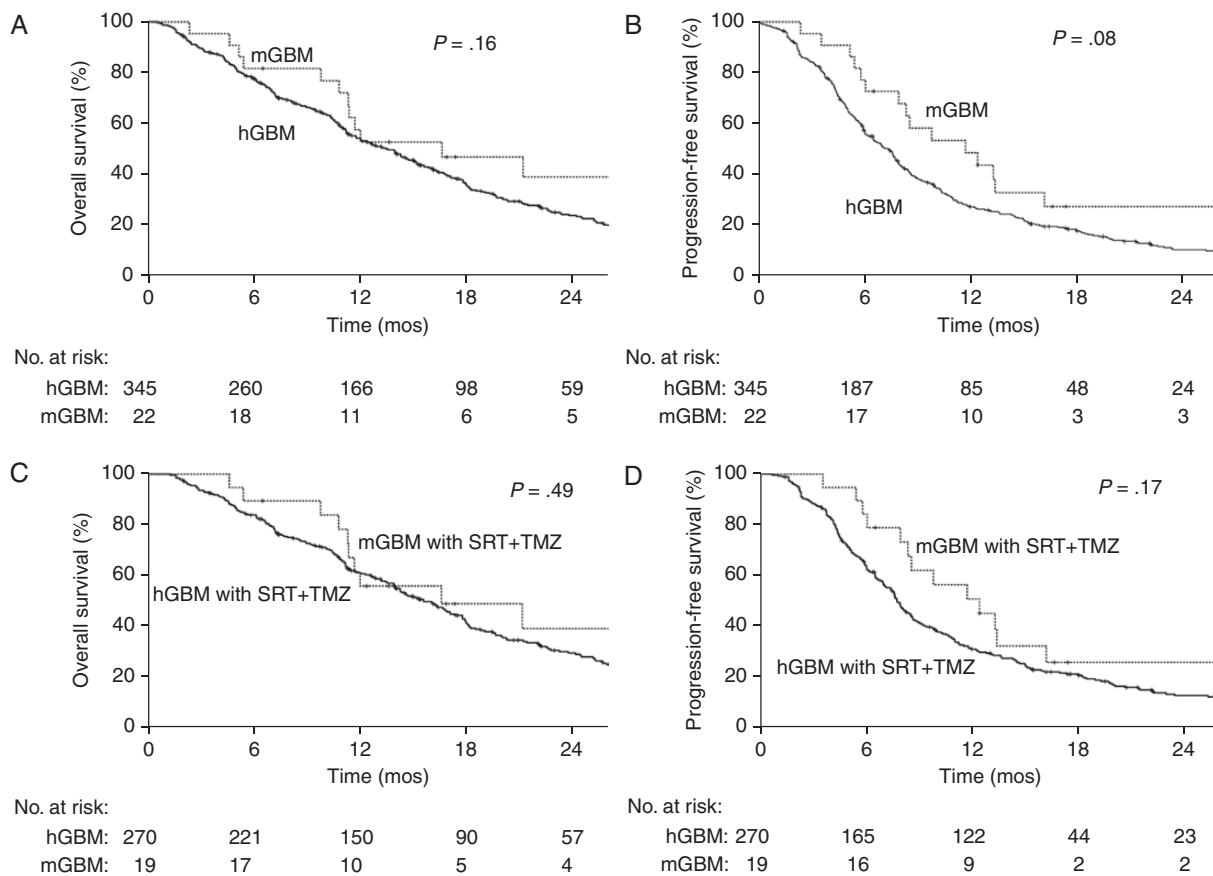 A
Overall survival (%)
100
80
60
40
20
0
mGBM
hGBM
P = .16
0 6 12 18 24
Time (mos)
No. at risk:
hGBM: 345 260 166 98 59
mGBM: 22 18 11 6 5
B
Progression-free survival (%)
100
80
60
40
20
0
P = .08
mGBM
hGBM
0 6 12 18 24
Time (mos)
No. at risk:
hGBM: 345 187 85 48 24
mGBM: 22 17 10 3 3
C
Overall survival (%)
100
80
60
40
20
0
P = .49
mGBM with SRT+TMZ
hGBM with SRT+TMZ
0 6 12 18 24
Time (mos)
No. at risk:
hGBM: 270 221 150 90 57
mGBM: 19 17 10 5 4
D
Progression-free survival (%)
100
80
60
40
20
0
P = .17
mGBM with SRT+TMZ
hGBM with SRT+TMZ
0 6 12 18 24
Time (mos)
No. at risk:
hGBM: 270 165 122 44 23
mGBM: 19 16 9 2 2